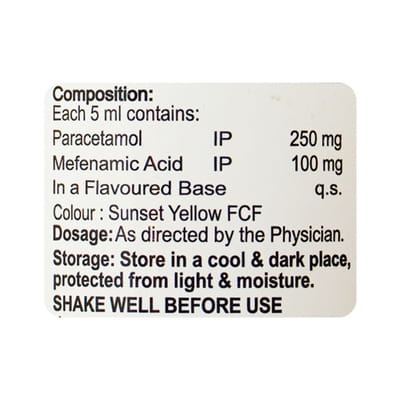 Composition:
Each 5 ml contains:
Paracetamol IP 250 mg
Mefenamic Acid IP 100 mg
In a Flavoured Base q.s.
Colour : Sunset Yellow FCF
Dosage: As directed by the Physician.
Storage: Store in a cool & dark place,
protected from light & moisture.
SHAKE WELL BEFORE USE